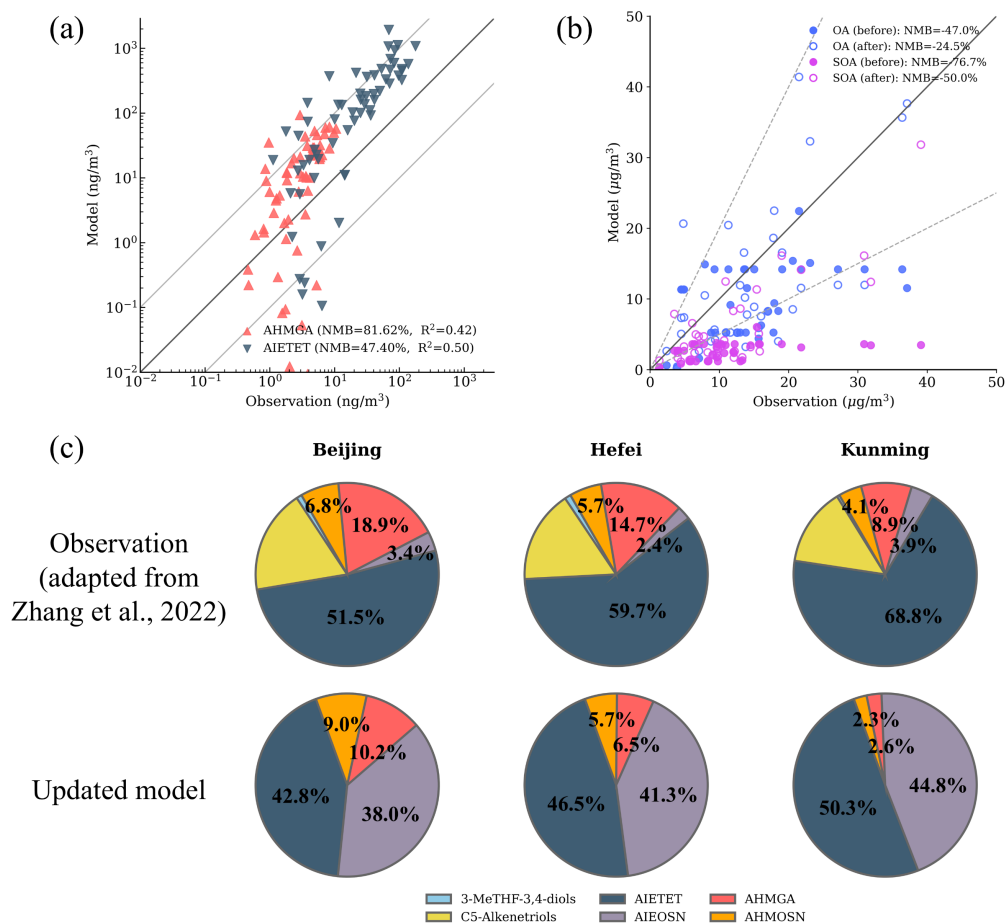 (a)
10³
10²
10¹
10⁰
10⁻¹
10⁻²
Model (ng/m³)
AHMGA (NMB=81.62%, R²=0.42)
AIETET (NMB=47.40%, R²=0.50)
10⁻² 10⁻¹ 10⁰ 10¹ 10² 10³
Observation (ng/m³)
(b)
50
40
30
20
10
0
Model (μg/m³)
OA (before): NMB=-47.0%
OA (after): NMB=-24.5%
SOA (before): NMB=-76.7%
SOA (after): NMB=-50.0%
0 10 20 30 40 50
Observation (μg/m³)
(c)
Beijing Hefei Kunming
Observation
(adapted from
Zhang et al., 2022)
6.8%
18.9%
3.4%
51.5%
5.7%
14.7%
2.4%
59.7%
4.1%
8.9%
3.9%
68.8%
Updated model
9.0%
10.2%
42.8%
38.0%
5.7%
6.5%
46.5%
41.3%
2.3%
2.6%
50.3%
44.8%
3-MeTHF-3,4-diols AIETET AHMGA
C5-Alkenetriols AIEOSN AHMOSN